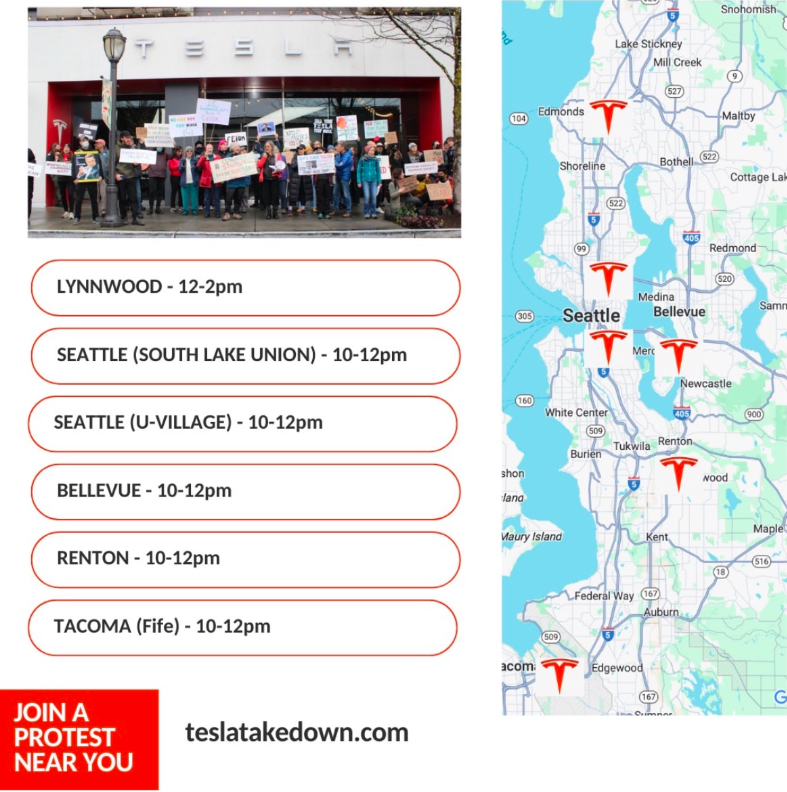 TESLA
LYNNWOOD - 12-2pm
SEATTLE (SOUTH LAKE UNION) - 10-12pm
SEATTLE (U-VILLAGE) - 10-12pm
BELLEVUE - 10-12pm
RENTON - 10-12pm
TACOMA (Fife) - 10-12pm
JOIN A
PROTEST
NEAR YOU
teslatakedown.com
5
Snohomish
Lake Stickney
Mill Creek
9
527
104
Edmonds
Maltby
522
Shoreline
Bothell
Cottage Lak
522
5
99
405
Redmond
520
Medina
Samm
305
Seattle
Bellevue
Merc
5
Newcastle
160
White Center
405
900
509
Tukwila
Renton
Burien
shon
land
5
wood
Maury Island
Kent
Maple
516
18
Federal Way
167
Auburn
509
5
acoma
Edgewood
167
Sumner
G